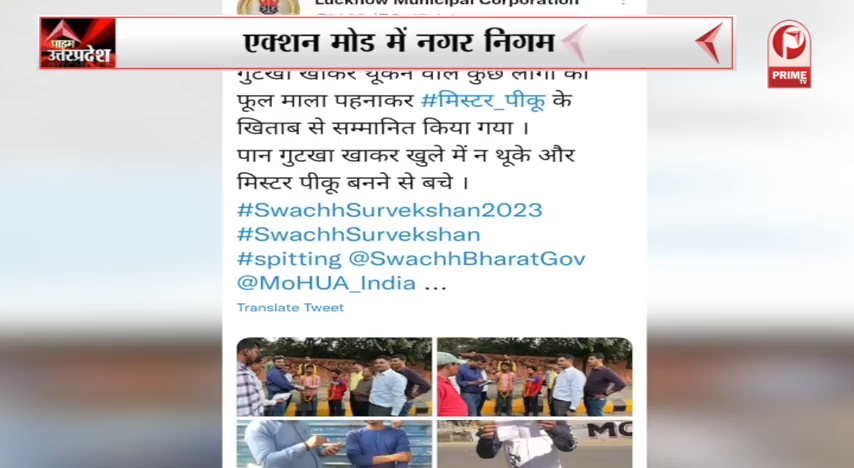 Lucknow Municipal Corporation
प्राइम
उत्तरप्रदेश
एक्शन मोड में नगर निगम
PRIME
TV
गुटखा खाकर थूकने वाले कुछ लोगों को
फूल माला पहनाकर #मिस्टर_पीकू के
खिताब से सम्मानित किया गया ।
पान गुटखा खाकर खुले में न थूके और
मिस्टर पीकू बनने से बचे ।
#SwachhSurvekshan2023
#SwachhSurvekshan
#spitting @SwachhBharatGov
@MoHUA_India ...
Translate Tweet